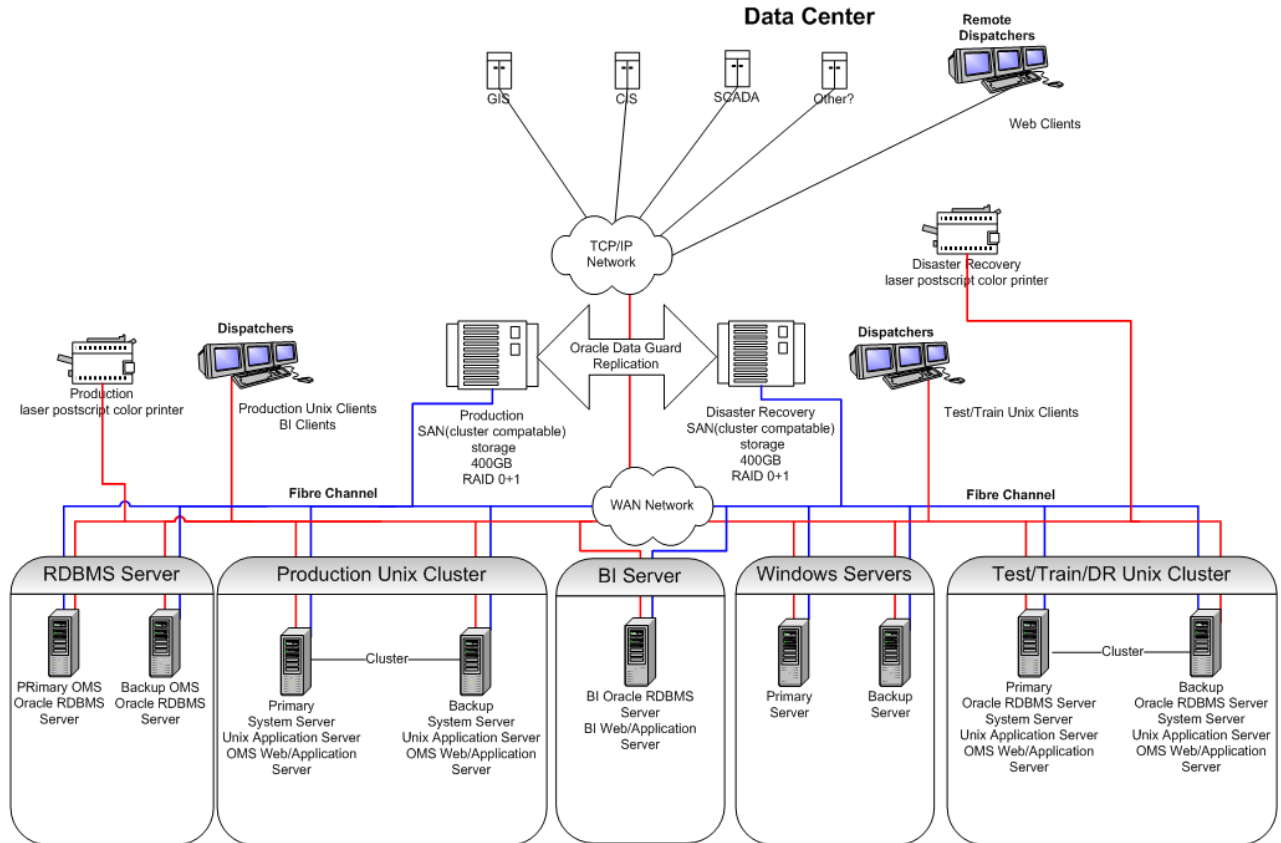 Data Center
Remote
Dispatchers
GIS
CIS
SCADA
Other?
Web Clients
TCP/IP
Network
Disaster Recovery
laser postscript color printer
Dispatchers
Production
laser postscript color printer
Production Unix Clients
BI Clients
Oracle Data Guard
Replication
Production
SAN(cluster compatable)
storage
400GB
RAID 0+1
Disaster Recovery
SAN(cluster compatable)
storage
400GB
RAID 0+1
Dispatchers
Test/Train Unix Clients
Fibre Channel
WAN Network
Fibre Channel
RDBMS Server
PRimary OMS
Oracle RDBMS
Server
Backup OMS
Oracle RDBMS
Server
Production Unix Cluster
Cluster
Primary
System Server
Unix Application Server
OMS Web/Application
Server
Backup
System Server
Unix Application Server
OMS Web/Application
Server
BI Server
BI Oracle RDBMS
Server
BI Web/Application
Server
Windows Servers
Primary
Server
Backup
Server
Test/Train/DR Unix Cluster
Cluster
Primary
Oracle RDBMS Server
System Server
Unix Application Server
OMS Web/Application
Server
Backup
Oracle RDBMS Server
System Server
Unix Application Server
OMS Web/Application
Server